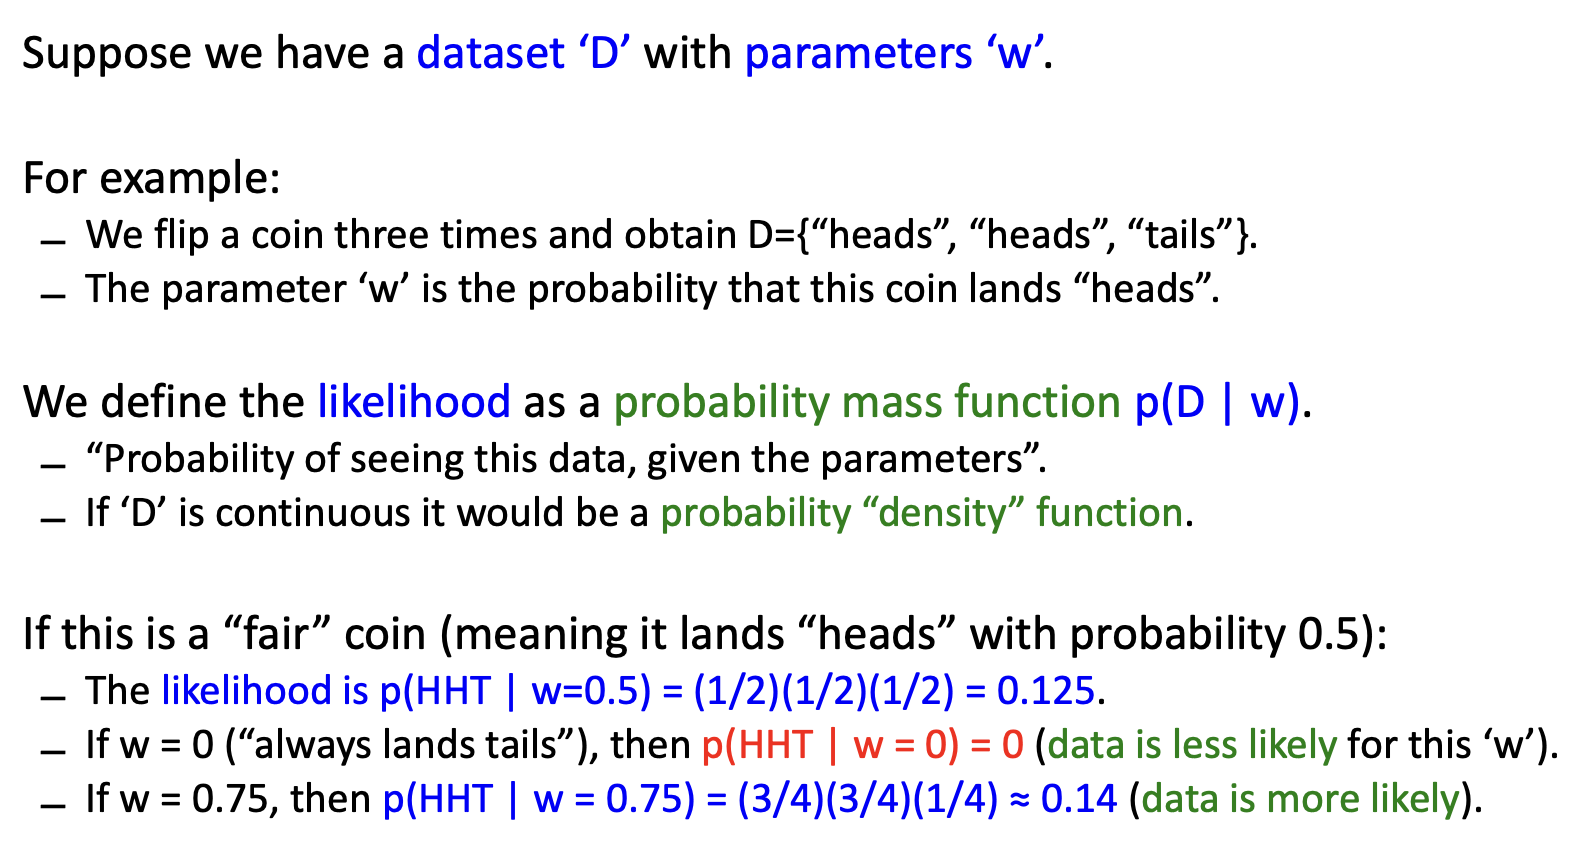 Suppose we have a dataset ‘D’ with parameters ‘w’.
For example:
– We flip a coin three times and obtain D={“heads”, “heads”, “tails”}.
– The parameter ‘w’ is the probability that this coin lands “heads”.
We define the likelihood as a probability mass function p(D | w).
– “Probability of seeing this data, given the parameters”.
– If ‘D’ is continuous it would be a probability “density” function.
If this is a “fair” coin (meaning it lands “heads” with probability 0.5):
– The likelihood is p(HHT | w=0.5) = (1/2)(1/2)(1/2) = 0.125.
– If w = 0 (“always lands tails”), then p(HHT | w = 0) = 0 (data is less likely for this ‘w’).
– If w = 0.75, then p(HHT | w = 0.75) = (3/4)(3/4)(1/4) ≈ 0.14 (data is more likely).